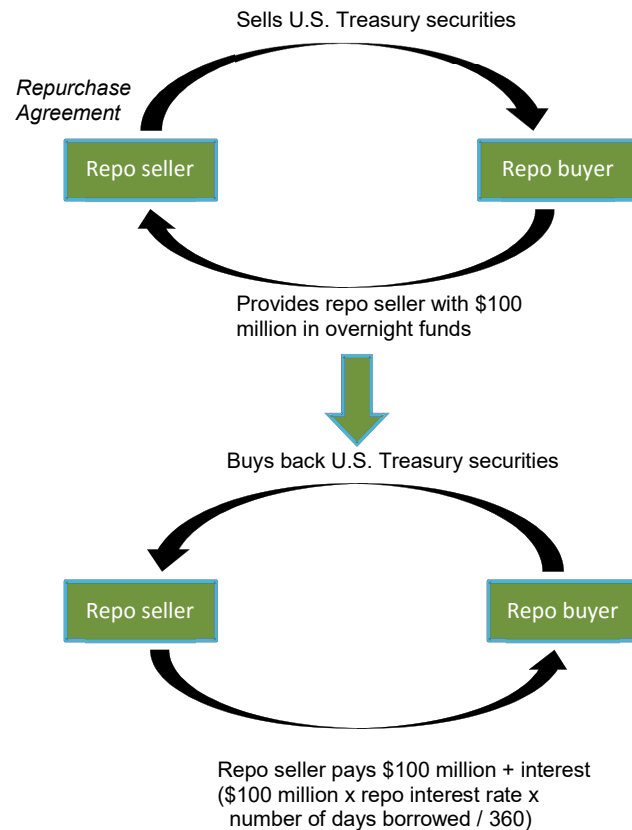 Sells U.S. Treasury securities
Repurchase
Agreement
Repo seller
Repo buyer
Provides repo seller with $100
million in overnight funds
Buys back U.S. Treasury securities
Repo seller
Repo buyer
Repo seller pays $100 million + interest
($100 million x repo interest rate x
number of days borrowed / 360)